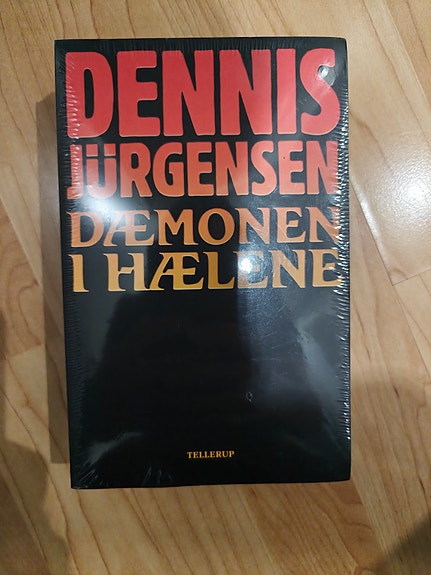 DENNIS
JÜRGENSEN
DÆMONEN
I HÆLENE
TELLERUP